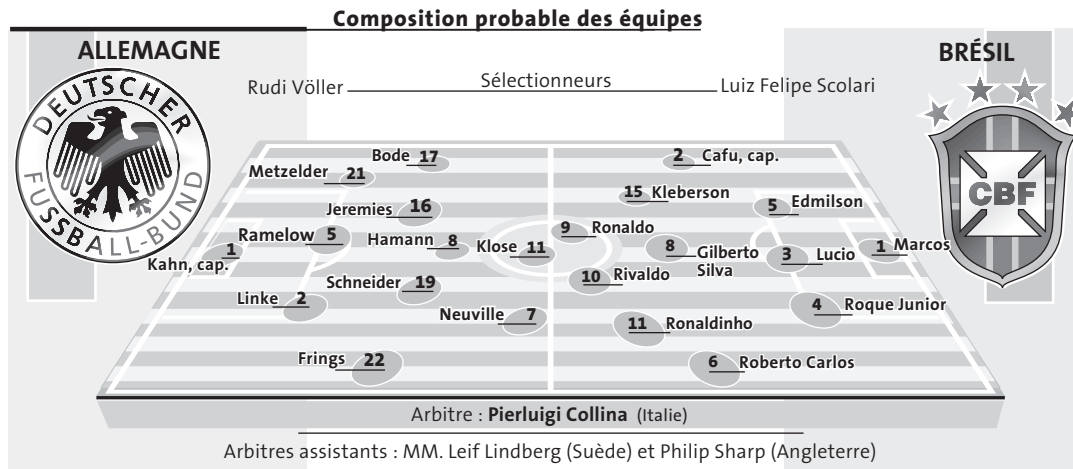 Composition probable des équipes
ALLEMAGNE
BRÉSIL
Rudi Völler
Sélectionneurs
Luiz Felipe Scolari
DEUTSCHER
FUSSBALL-BUND
CBF
Bode 17
2 Cafu, cap.
Metzelder 21
15 Kleberson
Jeremies 16
5 Edmilson
Ramelow 5
Hamann 8
Klose 11
9 Ronaldo
8 Gilberto
Silva
3 Lucio
1 Marcos
1
Kahn, cap.
10 Rivaldo
Schneider 19
Linke 2
4 Roque Junior
Neuville 7
11 Ronaldinho
Frings 22
6 Roberto Carlos
Arbitre : Pierluigi Collina (Italie)
Arbitres assistants : MM. Leif Lindberg (Suède) et Philip Sharp (Angleterre)